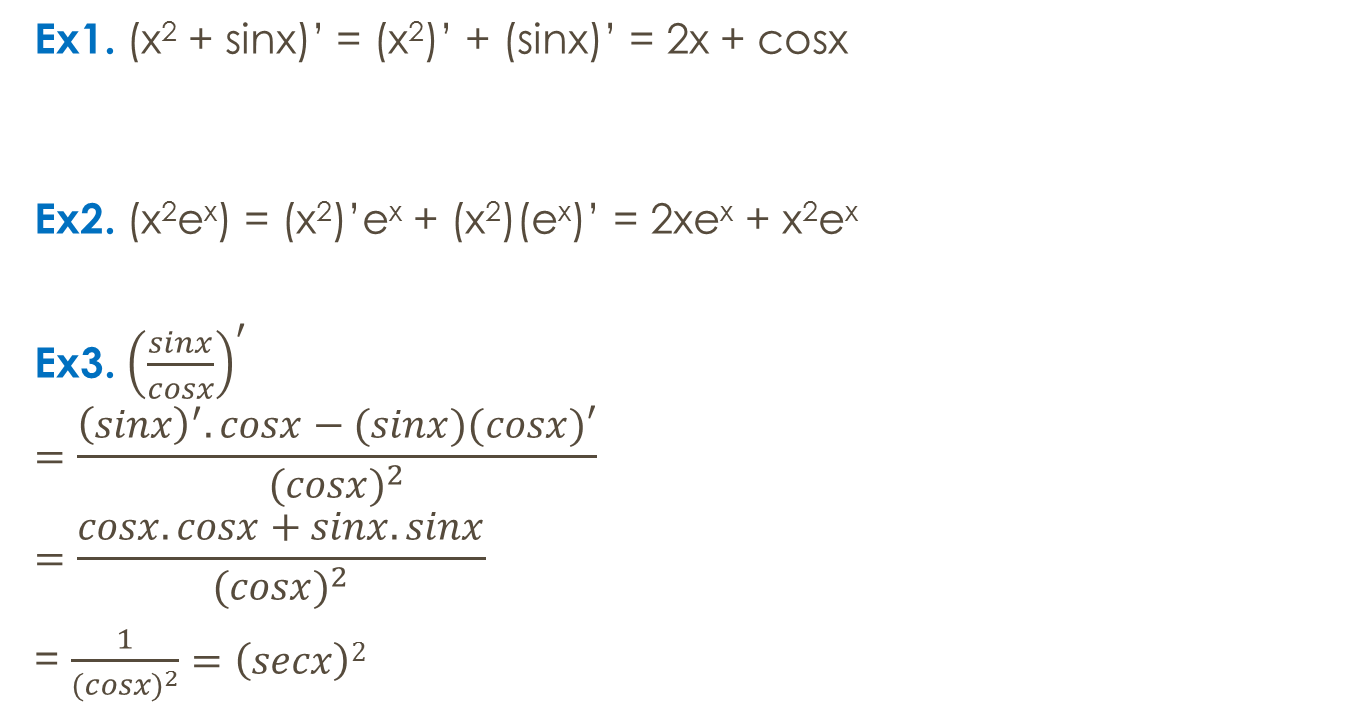 Ex1. (x² + sinx)’ = (x²)’ + (sinx)’ = 2x + cosx
Ex2. (x²eˣ) = (x²)’eˣ + (x²)(eˣ)’ = 2xeˣ + x²eˣ
Ex3. (sinx/cosx)′
= ((sinx)′.cosx − (sinx)(cosx)′)/(cosx)²
= (cosx.cosx + sinx.sinx)/(cosx)²
= 1/(cosx)² = (secx)²